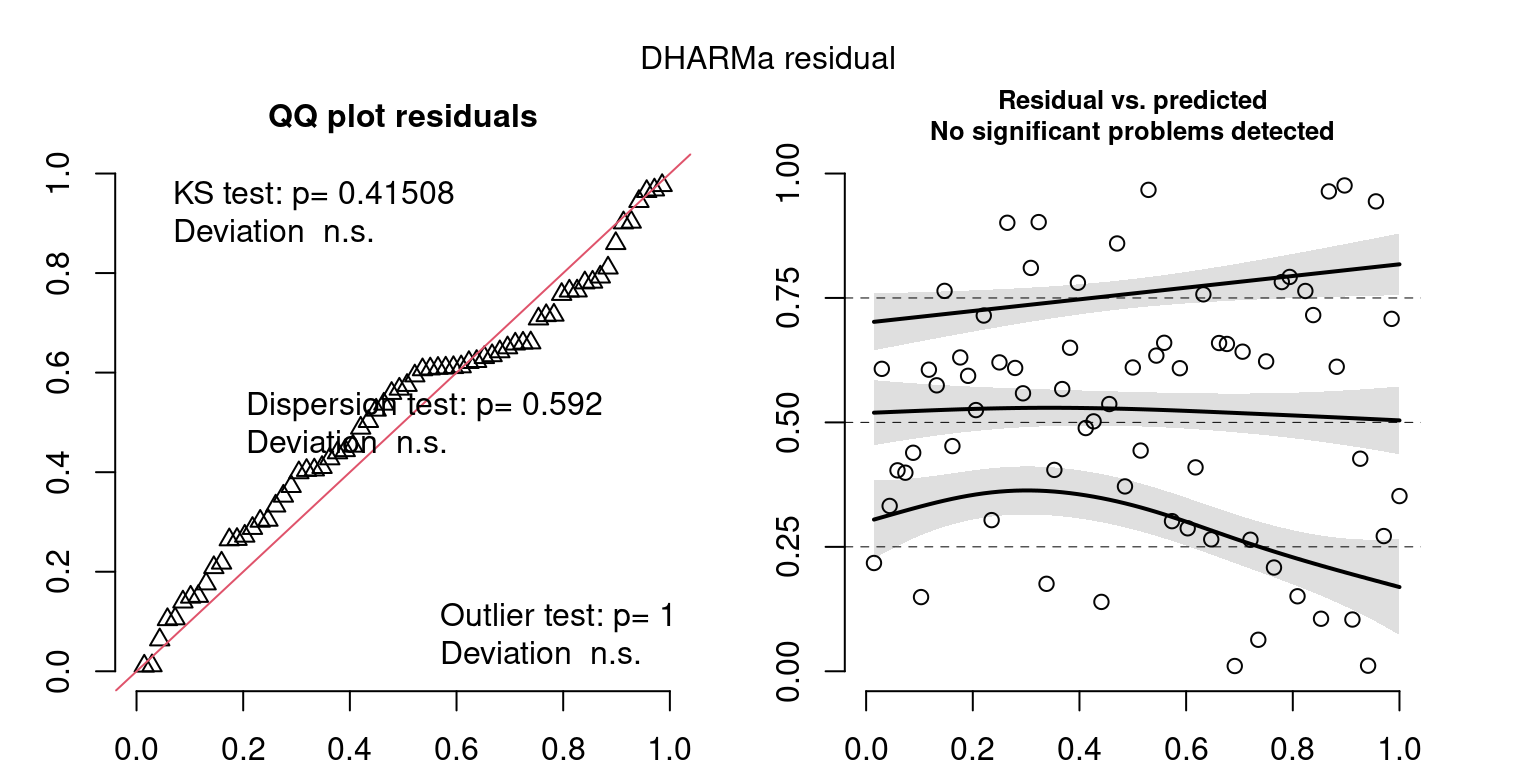 DHARMa residual
QQ plot residuals
KS test: p= 0.41508
Deviation  n.s.
Dispersion test: p= 0.592
Deviation  n.s.
Outlier test: p= 1
Deviation  n.s.
1.0
0.8
0.6
0.4
0.2
0.0
0.0 0.2 0.4 0.6 0.8 1.0
Residual vs. predicted
No significant problems detected
1.00
0.75
0.50
0.25
0.00
0.0 0.2 0.4 0.6 0.8 1.0